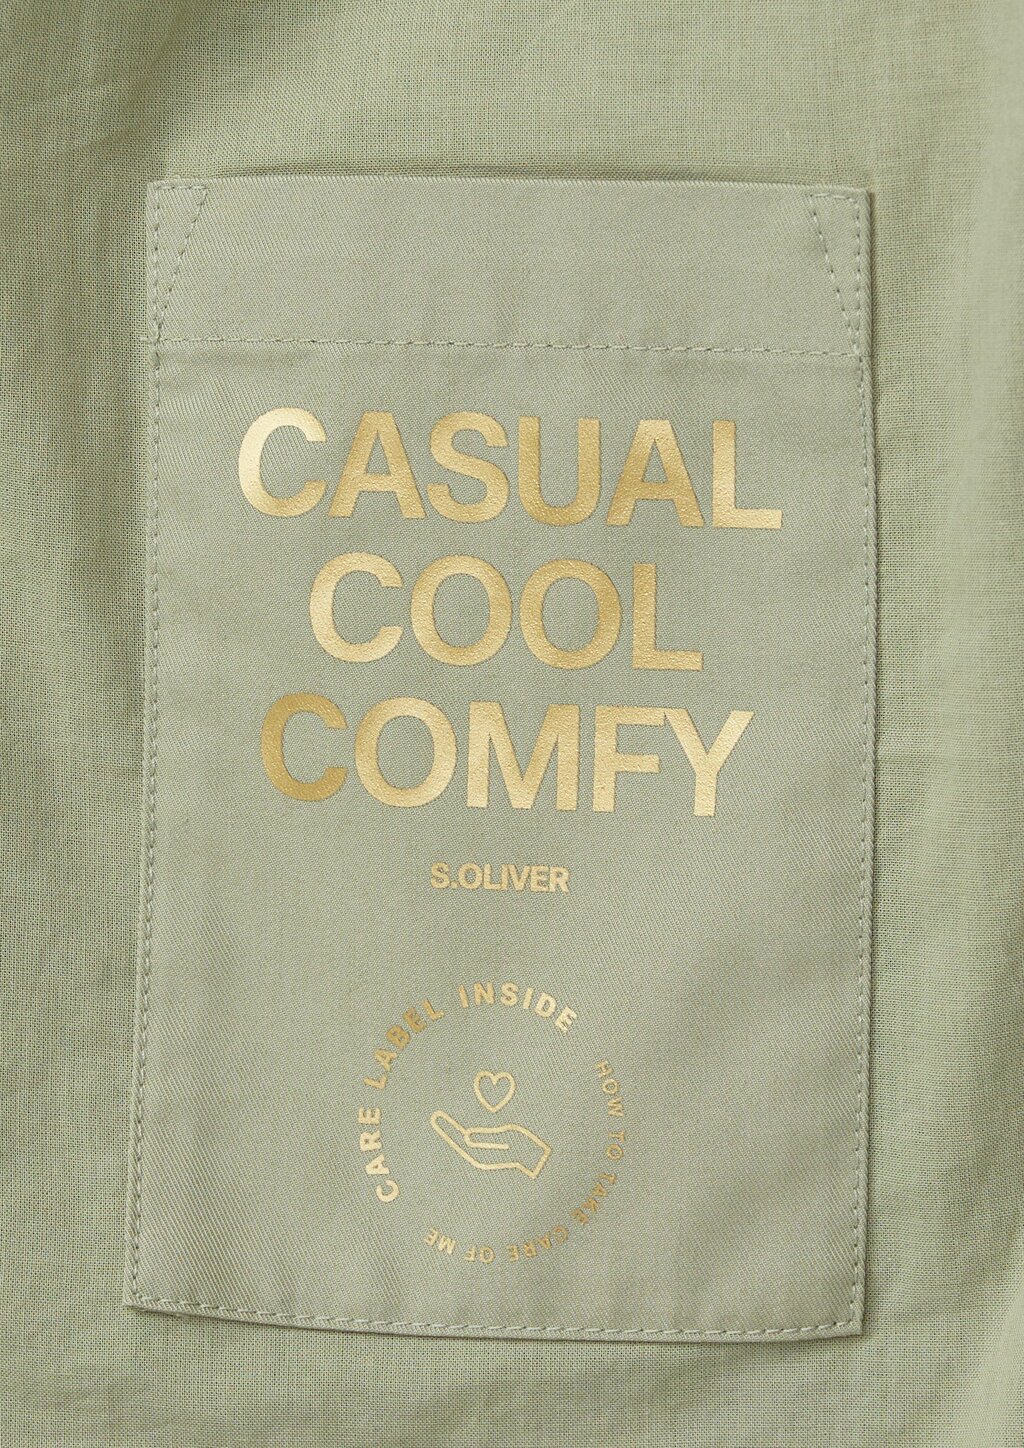 CASUAL
COOL
COMFY
S.OLIVER
CARE LABEL INSIDE
HOW TO TAKE CARE OF ME